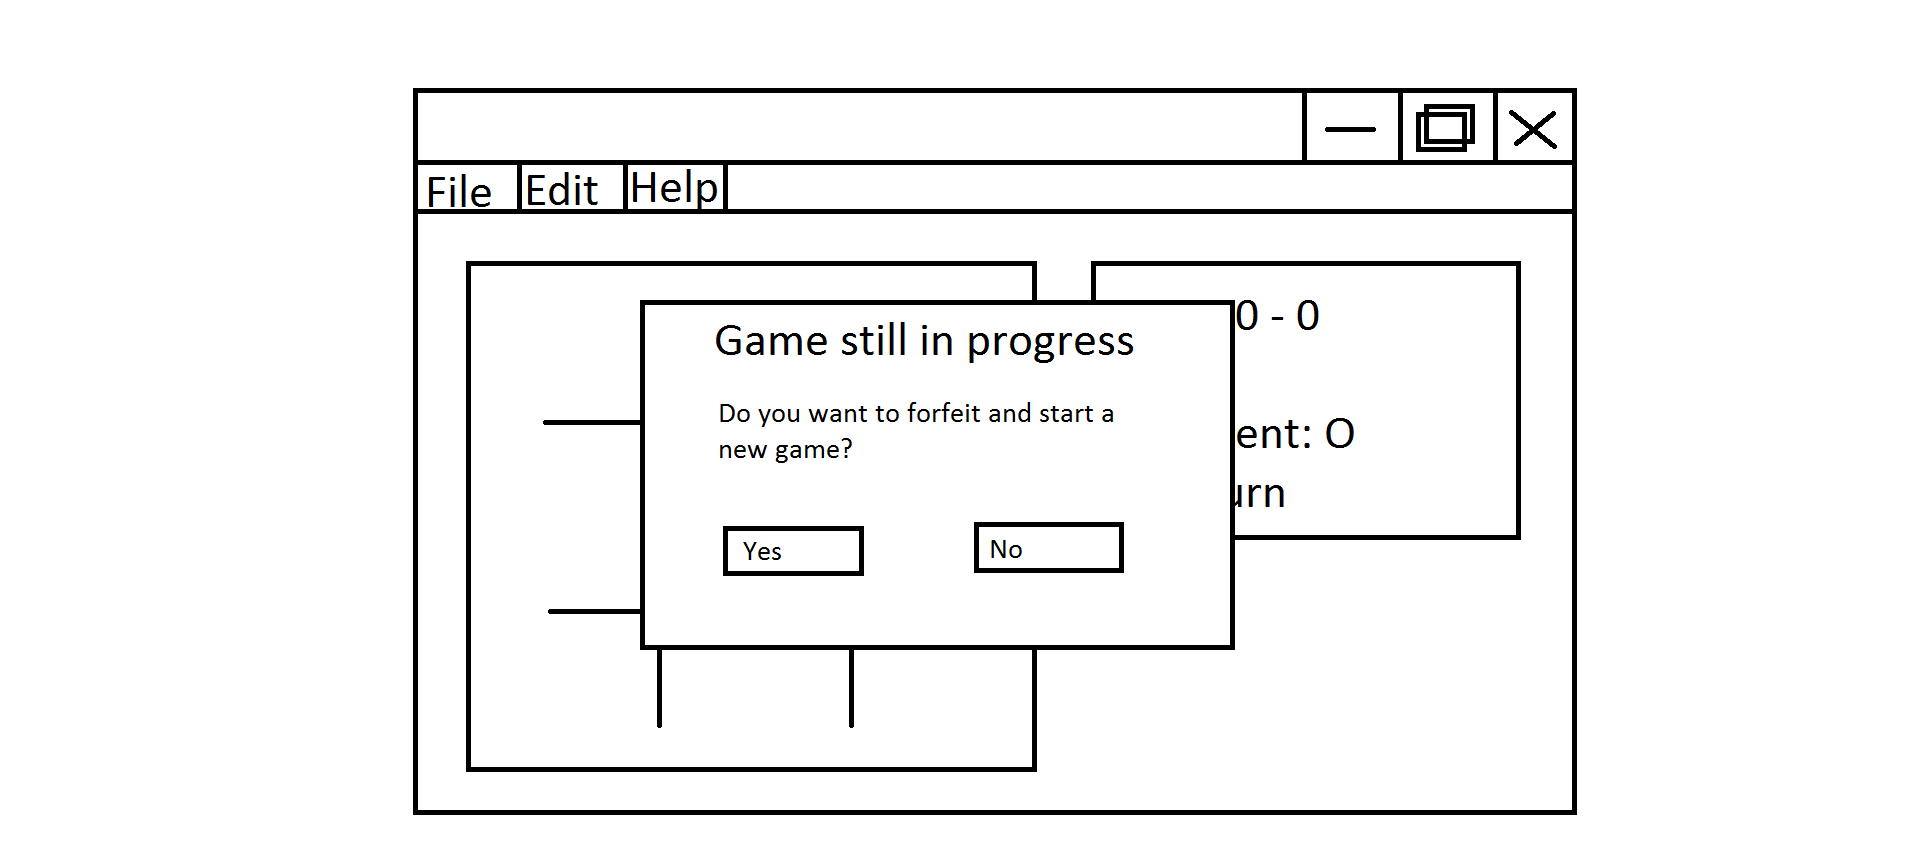 File Edit Help
0 - 0
Game still in progress
Do you want to forfeit and start a
new game?
ent: O
urn
Yes No